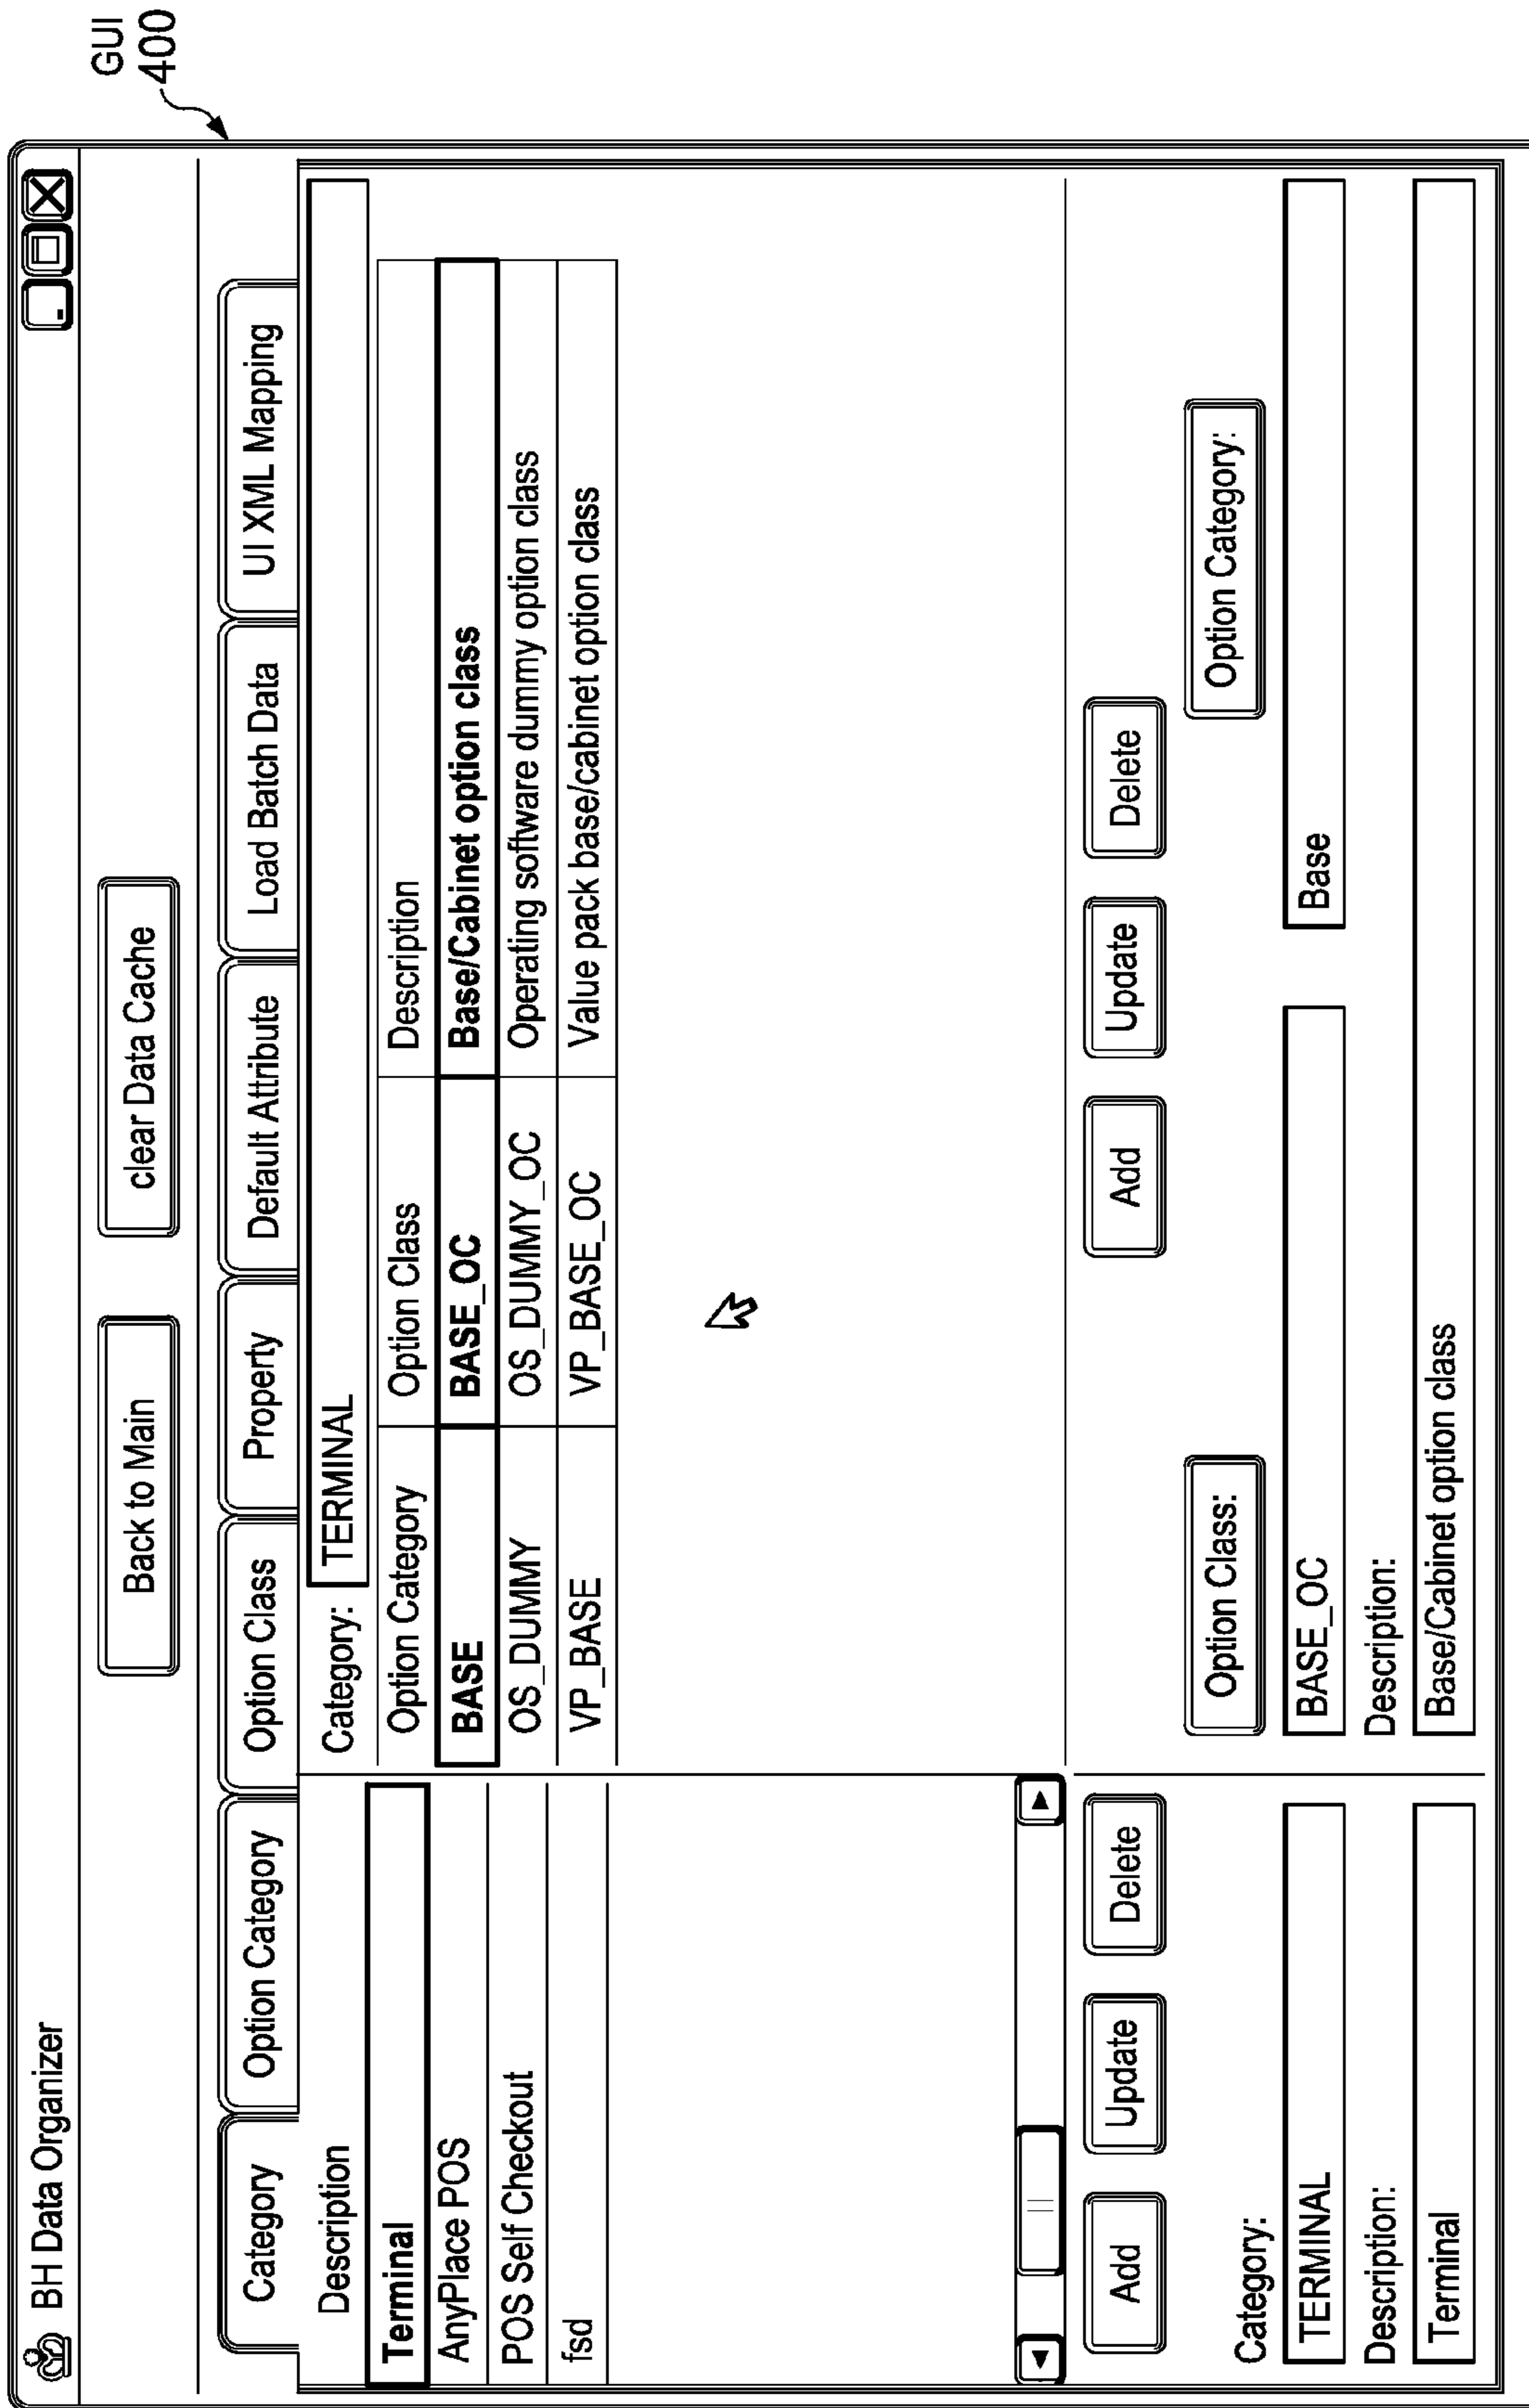 GUI
400
BH Data Organizer
Back to Main clear Data Cache
Category Option Category Option Class Property Default Attribute Load Batch Data UI XML Mapping
Description
Terminal
AnyPlace POS
POS Self Checkout
fsd
Category: TERMINAL
Option Category Option Class Description
BASE BASE_OC Base/Cabinet option class
OS_DUMMY OS_DUMMY_OC Operating software dummy option class
VP_BASE VP_BASE_OC Value pack base/cabinet option class
Add Update Delete
Category:
TERMINAL
Description:
Terminal
Add Update Delete
Option Class: Option Category:
BASE_OC Base
Description:
Base/Cabinet option class